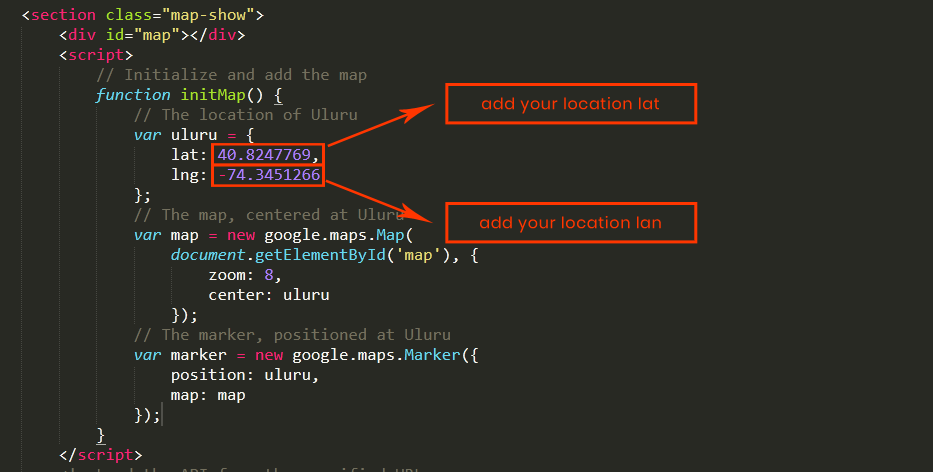 <section class="map-show">
<div id="map"></div>
<script>
// Initialize and add the map
function initMap() {
// The location of Uluru
add your location lat
var uluru = {
lat: 40.8247769,
lng: -74.3451266
};
// The map, centered at Uluru
add your location lan
var map = new google.maps.Map(
document.getElementById('map'), {
zoom: 8,
center: uluru
});
// The marker, positioned at Uluru
var marker = new google.maps.Marker({
position: uluru,
map: map
});
}
</script>